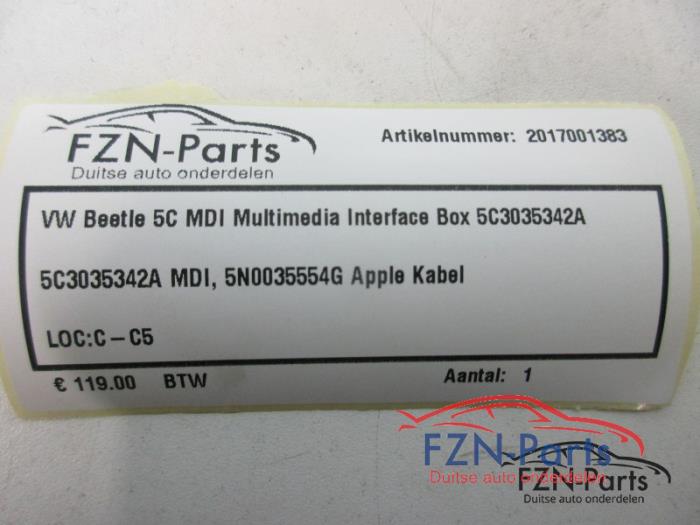 FZN-Parts
Duitse auto onderdelen
Artikelnummer: 2017001383
VW Beetle 5C MDI Multimedia Interface Box 5C3035342A
5C3035342A MDI, 5N0035554G Apple Kabel
LOC:C-C5
€ 119.00 BTW
Aantal: 1
FZN-Parts
Duitse auto onderdelen
FZN-Parts
Duitse auto onderdelen